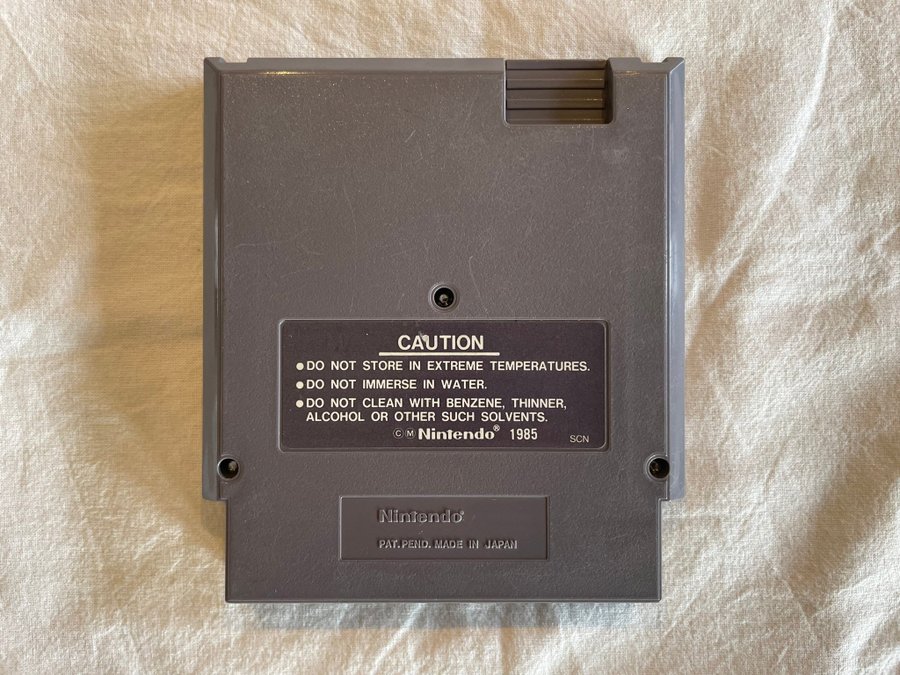 CAUTION
●DO NOT STORE IN EXTREME TEMPERATURES.
●DO NOT IMMERSE IN WATER.
●DO NOT CLEAN WITH BENZENE, THINNER,
ALCOHOL OR OTHER SUCH SOLVENTS.
ⒸⓂ Nintendo® 1985 SCN
Nintendo®
PAT. PEND. MADE IN JAPAN